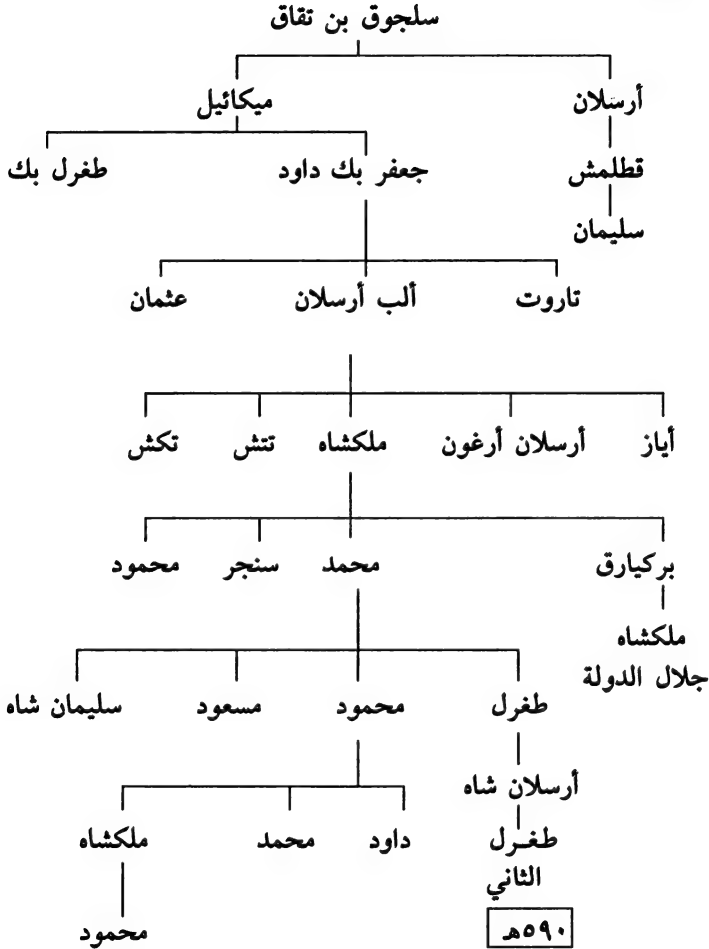 سلجوق بن تقاق
أرسلان ميكائيل
قطلمش جعفر بك داود طغرل بك
سليمان
تاروت ألب أرسلان عثمان
أياز أرسلان أرغون ملكشاه تتش تكش
بركيارق محمد سنجر محمود
ملكشاه
جلال الدولة
طغرل محمود مسعود سليمان شاه
أرسلان شاه
طغرل داود محمد ملكشاه
الثاني
٥٩٠هـ محمود